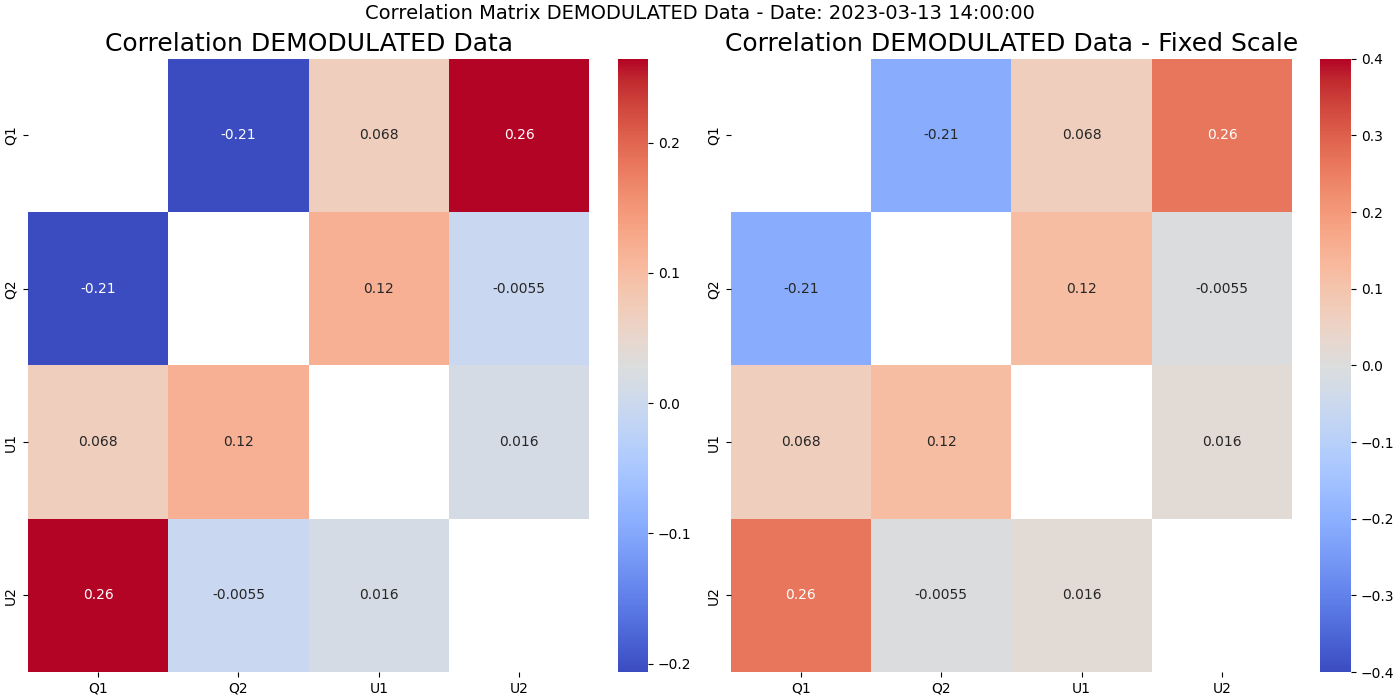 Correlation Matrix DEMODULATED Data - Date: 2023-03-13 14:00:00
Correlation DEMODULATED Data
Q1
-0.21
0.068
0.26
Q2
-0.21
0.12
-0.0055
U1
0.068
0.12
0.016
U2
0.26
-0.0055
0.016
Q1 Q2 U1 U2
0.2
0.1
0.0
−0.1
−0.2
Correlation DEMODULATED Data - Fixed Scale
Q1
-0.21
0.068
0.26
Q2
-0.21
0.12
-0.0055
U1
0.068
0.12
0.016
U2
0.26
-0.0055
0.016
Q1 Q2 U1 U2
0.4
0.3
0.2
0.1
0.0
−0.1
−0.2
−0.3
−0.4